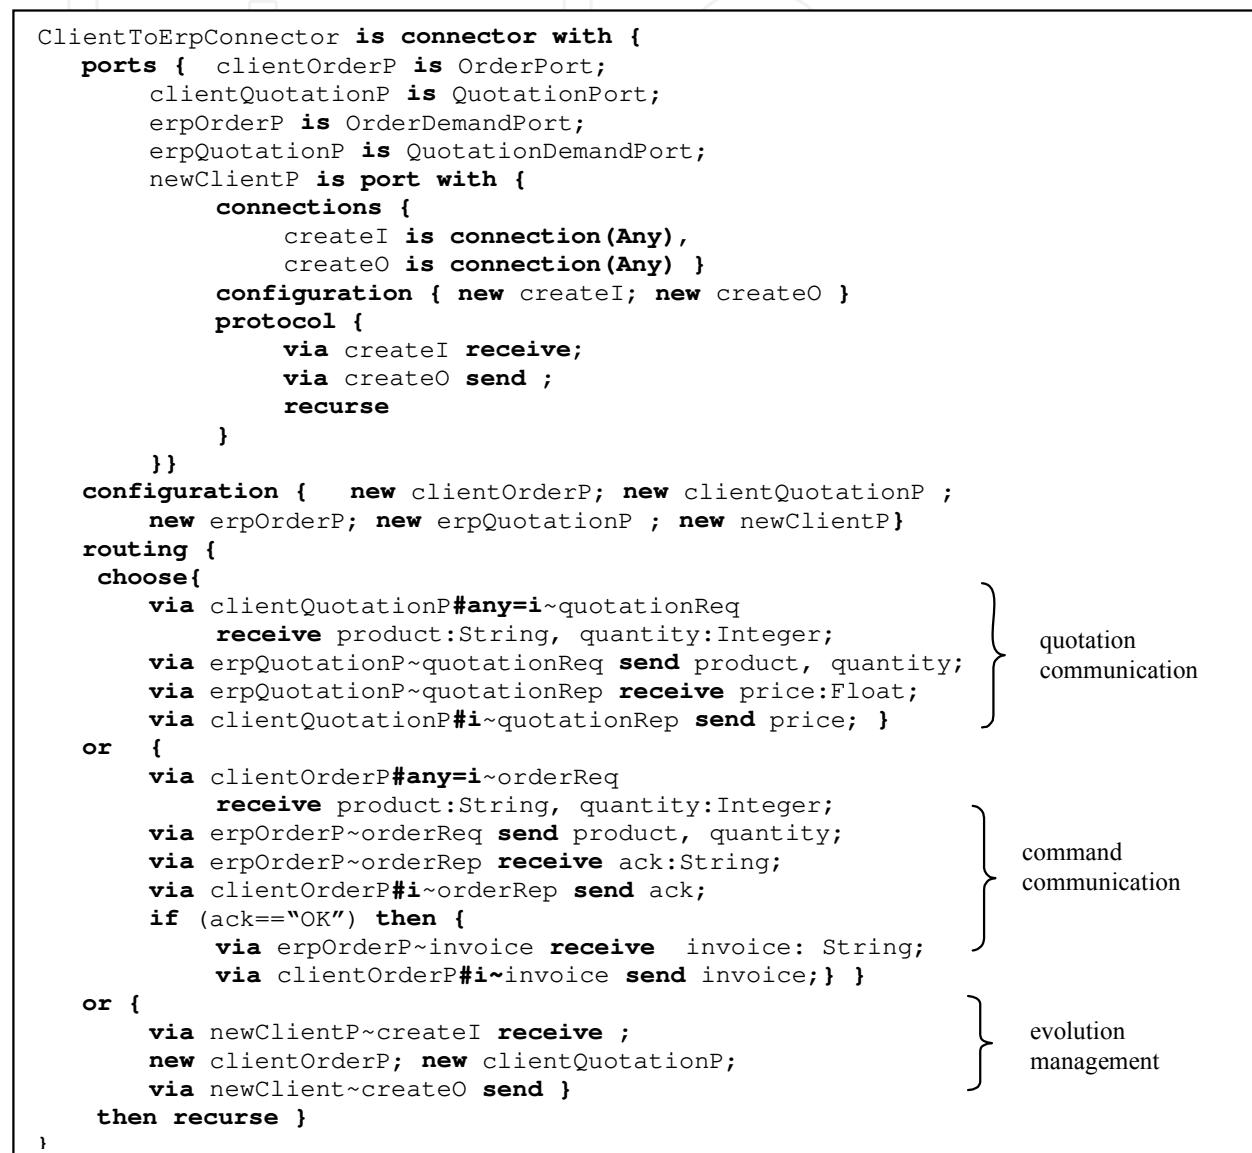 ClientToErpConnector is connector with {
ports { clientOrderP is OrderPort;
clientQuotationP is QuotationPort;
erpOrderP is OrderDemandPort;
erpQuotationP is QuotationDemandPort;
newClientP is port with {
connections {
createI is connection(Any),
createO is connection(Any) }
configuration { new createI; new createO }
protocol {
via createI receive;
via createO send ;
recurse
}
}}
configuration { new clientOrderP; new clientQuotationP ;
new erpOrderP; new erpQuotationP ; new newClientP}
routing {
choose{
via clientQuotationP#any=i~quotationReq
receive product:String, quantity:Integer;
via erpQuotationP~quotationReq send product, quantity;
via erpQuotationP~quotationRep receive price:Float;
via clientQuotationP#i~quotationRep send price; }
quotation
communication
or {
via clientOrderP#any=i~orderReq
receive product:String, quantity:Integer;
via erpOrderP~orderReq send product, quantity;
via erpOrderP~orderRep receive ack:String;
via clientOrderP#i~orderRep send ack;
if (ack==“OK”) then {
via erpOrderP~invoice receive invoice: String;
via clientOrderP#i~invoice send invoice;} }
command
communication
or {
via newClientP~createI receive ;
new clientOrderP; new clientQuotationP;
via newClient~createO send }
evolution
management
then recurse }
}